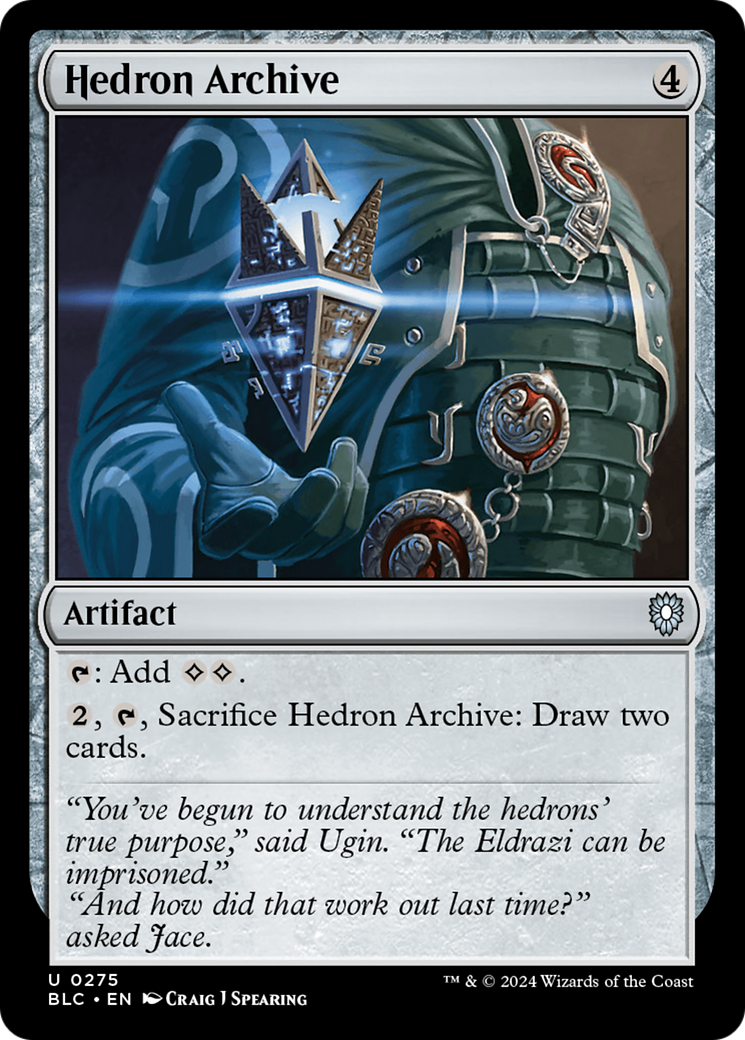 Hedron Archive 4
Artifact
: Add .
2, , Sacrifice Hedron Archive: Draw two
cards.
“You’ve begun to understand the hedrons’
true purpose,” said Ugin. “The Eldrazi can be
imprisoned.”
“And how did that work out last time?”
asked Jace.
U 0275
BLC • EN Craig J Spearing
™ & © 2024 Wizards of the Coast